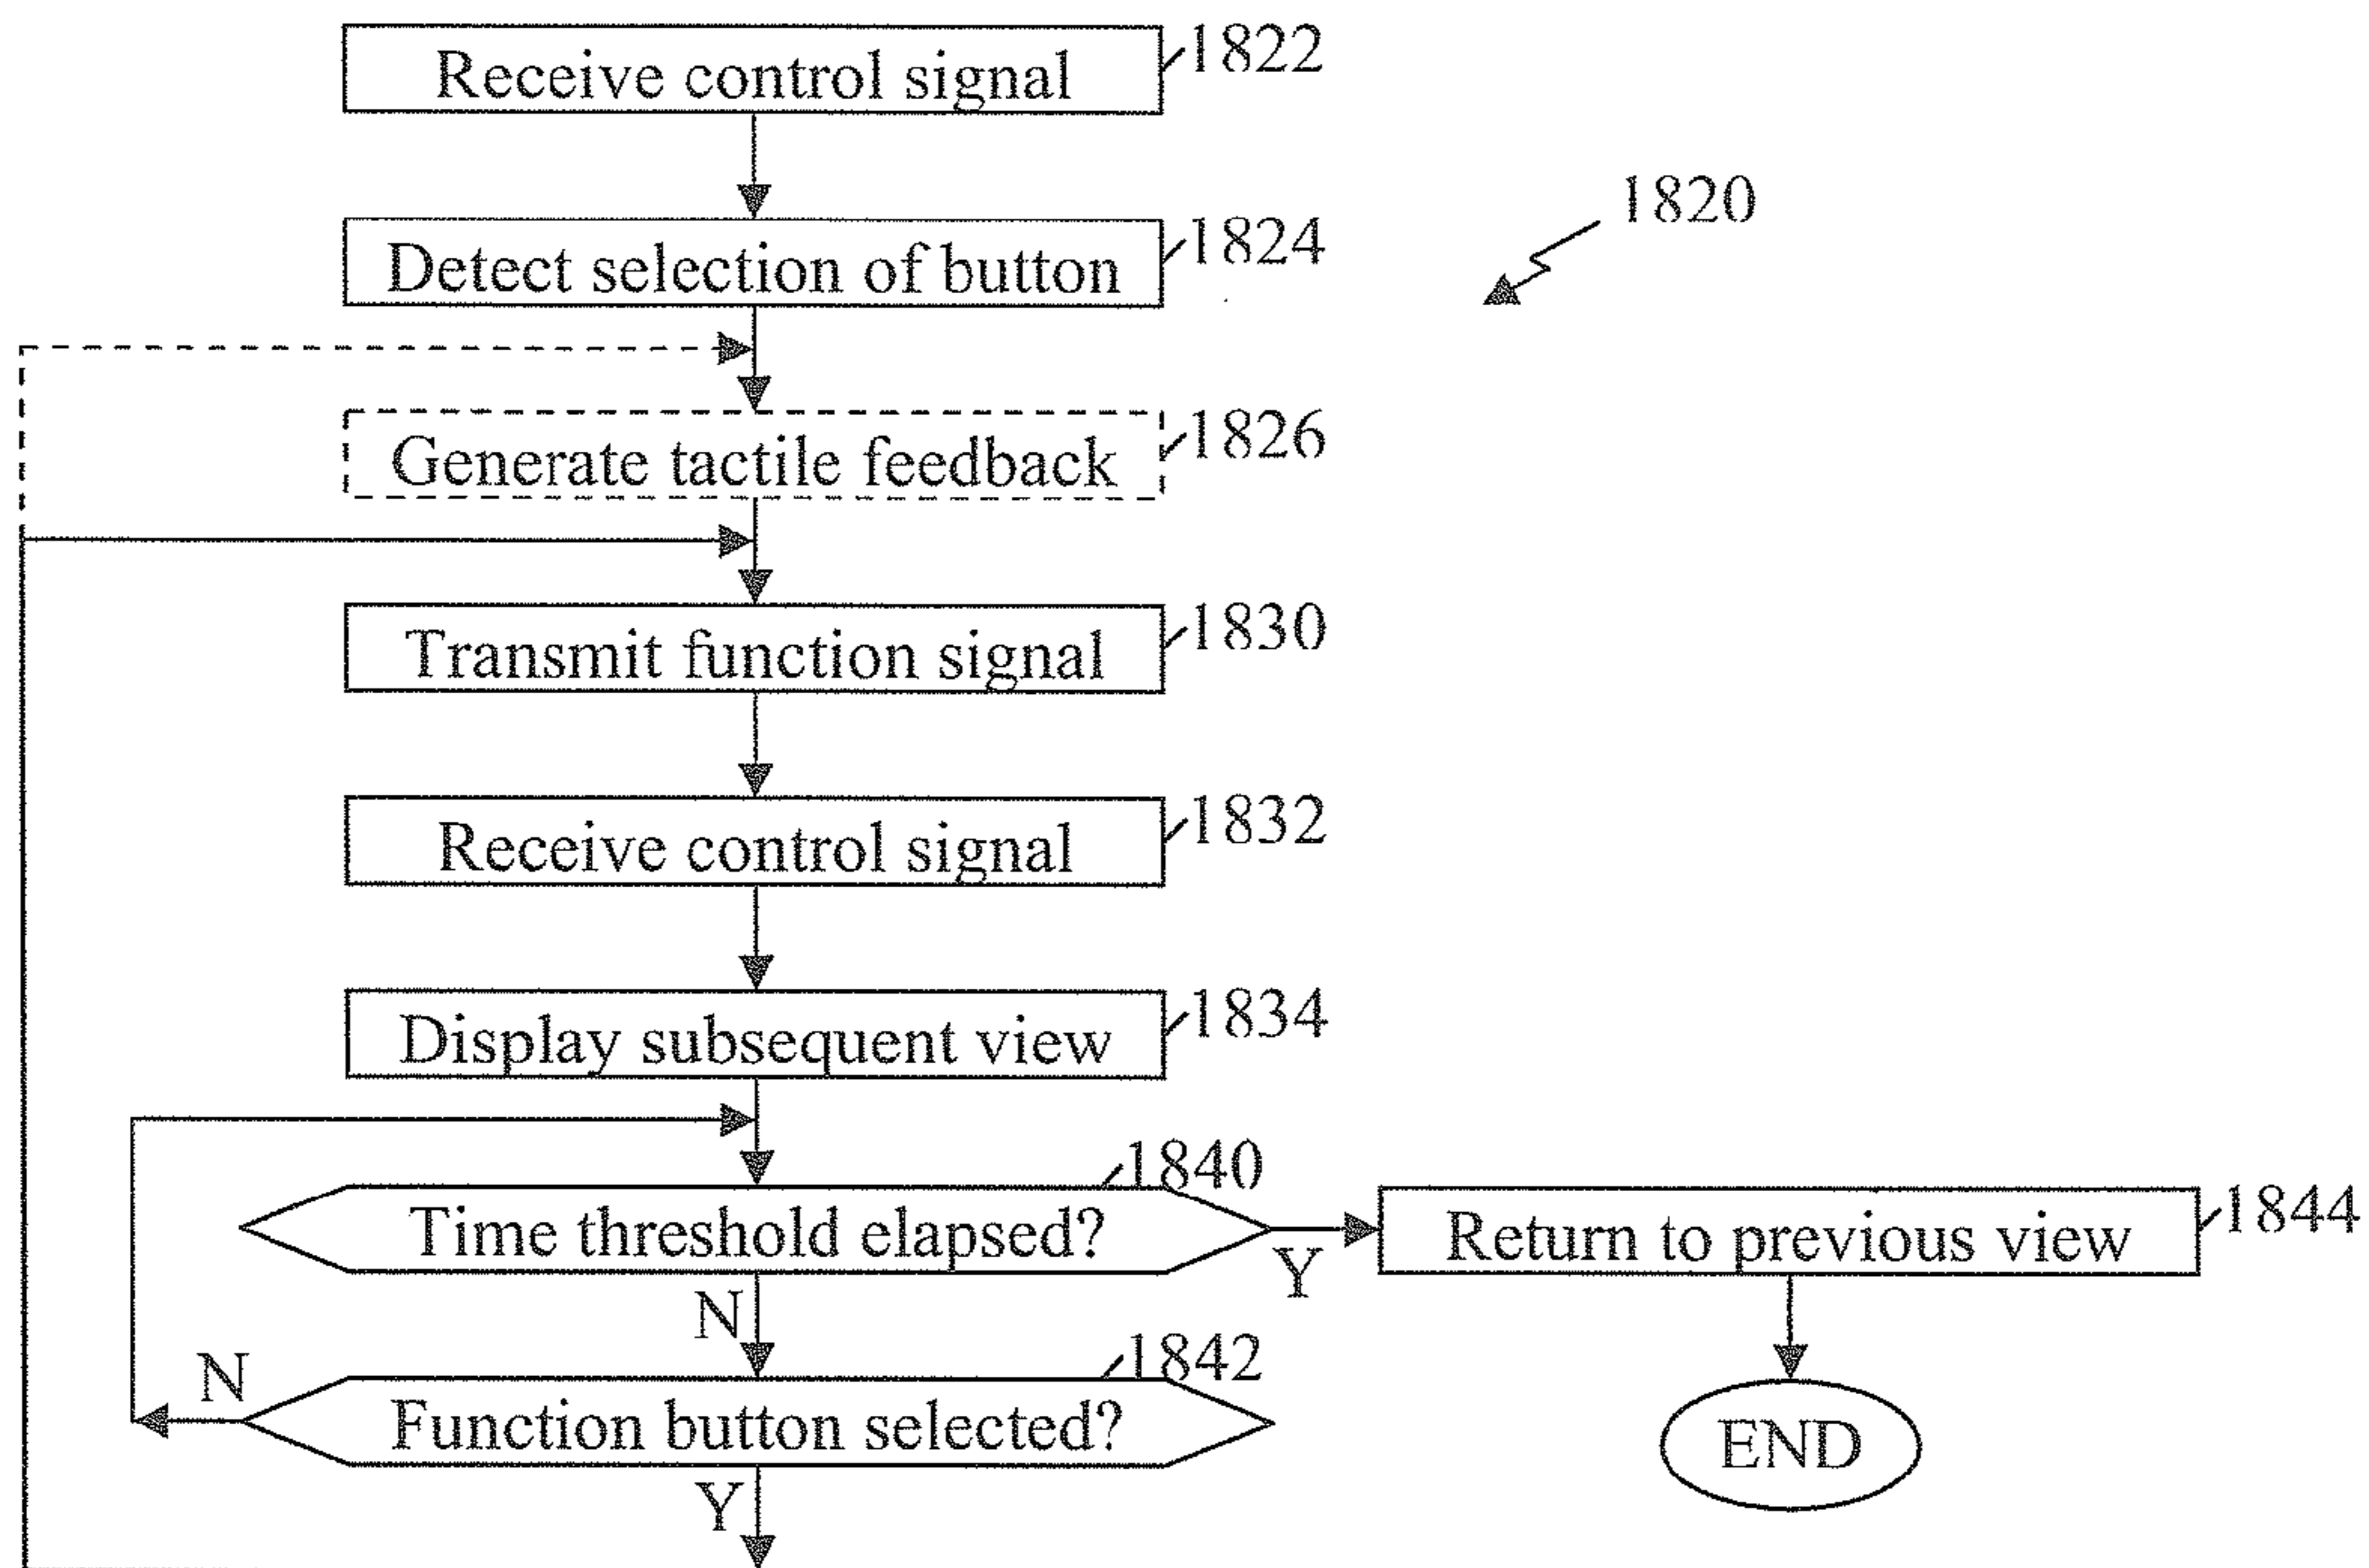 Receive control signal 1822
Detect selection of button 1824
1820
Generate tactile feedback 1826
Transmit function signal 1830
Receive control signal 1832
Display subsequent view 1834
1840
Time threshold elapsed?
Y
Return to previous view 1844
N
1842
N
Function button selected?
END
Y